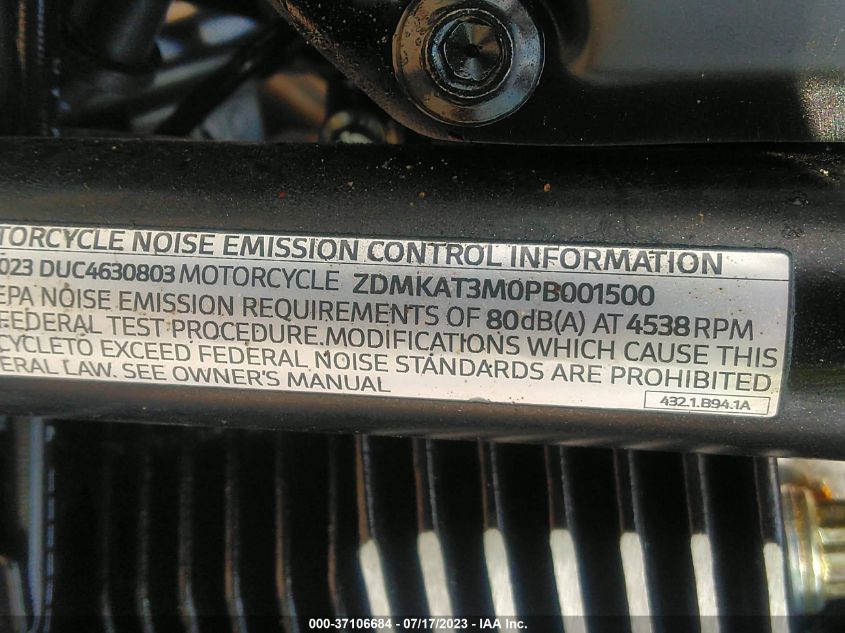 TORCYCLE NOISE EMISSION CONTROL INFORMATION
023 DUC4630803 MOTORCYCLE ZDMKAT3M0PB001500
EPA NOISE EMISSION REQUIREMENTS OF 80dB(A) AT 4538 RPM
FEDERAL TEST PROCEDURE.MODIFICATIONS WHICH CAUSE THIS
CYCLETO EXCEED FEDERAL NOISE STANDARDS ARE PROHIBITED
ERAL LAW. SEE OWNER'S MANUAL
432.1.B94.1A
000-37106684 / 07/17/2023 - © IAA Inc.